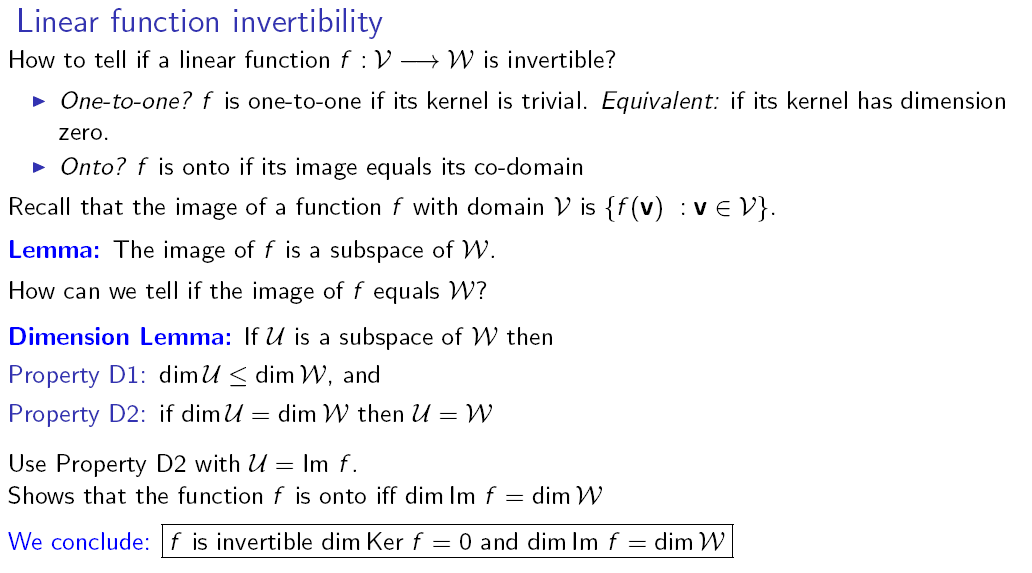 Linear function invertibility
How to tell if a linear function f : V ⟶ W is invertible?
▶ One-to-one? f is one-to-one if its kernel is trivial. Equivalent: if its kernel has dimension
zero.
▶ Onto? f is onto if its image equals its co-domain
Recall that the image of a function f with domain V is {f(v) : v ∈ V}.
Lemma: The image of f is a subspace of W.
How can we tell if the image of f equals W?
Dimension Lemma: If U is a subspace of W then
Property D1: dim U ≤ dim W, and
Property D2: if dim U = dim W then U = W
Use Property D2 with U = Im f.
Shows that the function f is onto iff dim Im f = dim W
We conclude: f is invertible dim Ker f = 0 and dim Im f = dim W